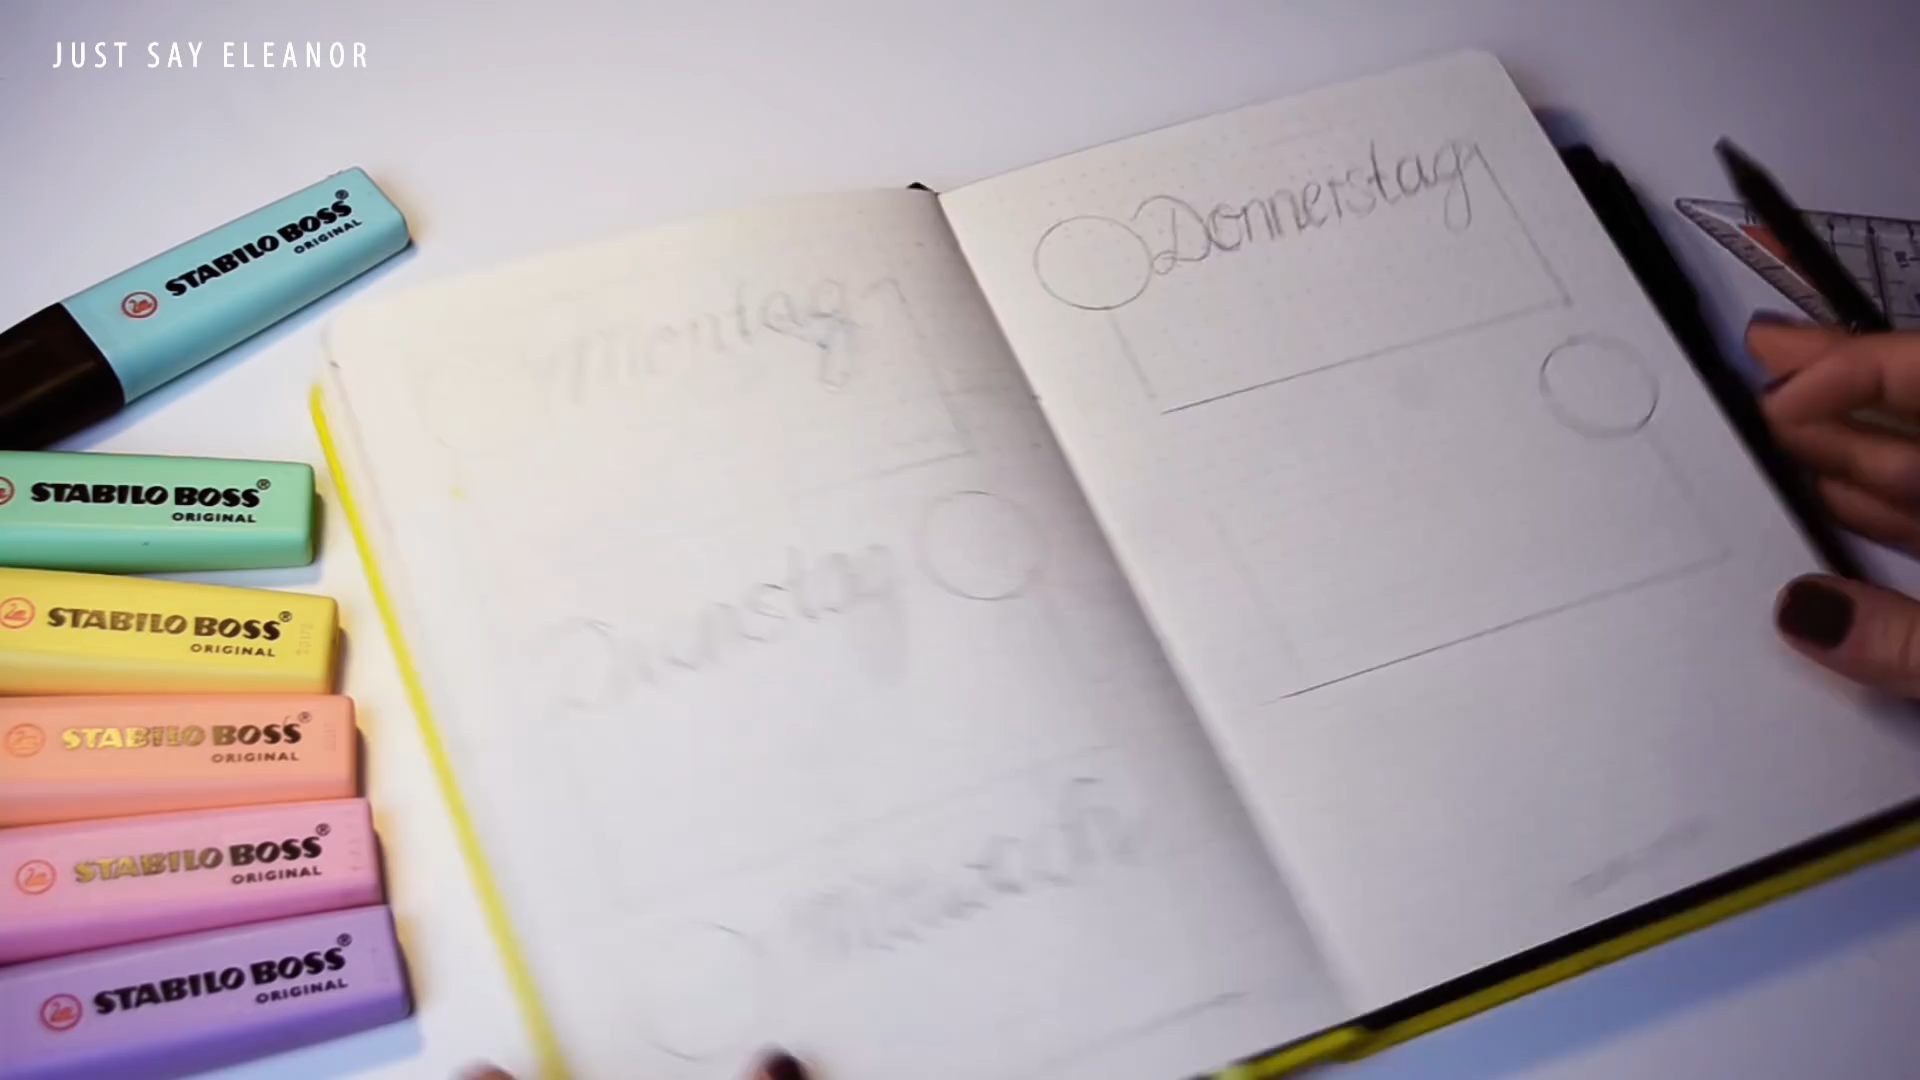 JUST SAY ELEANOR
STABILO BOSS®
ORIGINAL
STABILO BOSS®
ORIGINAL
STABILO BOSS®
ORIGINAL
STABILO BOSS®
ORIGINAL
STABILO BOSS®
ORIGINAL
STABILO BOSS®
ORIGINAL
Montag
Dienstag
Mittwoch
Donnerstag